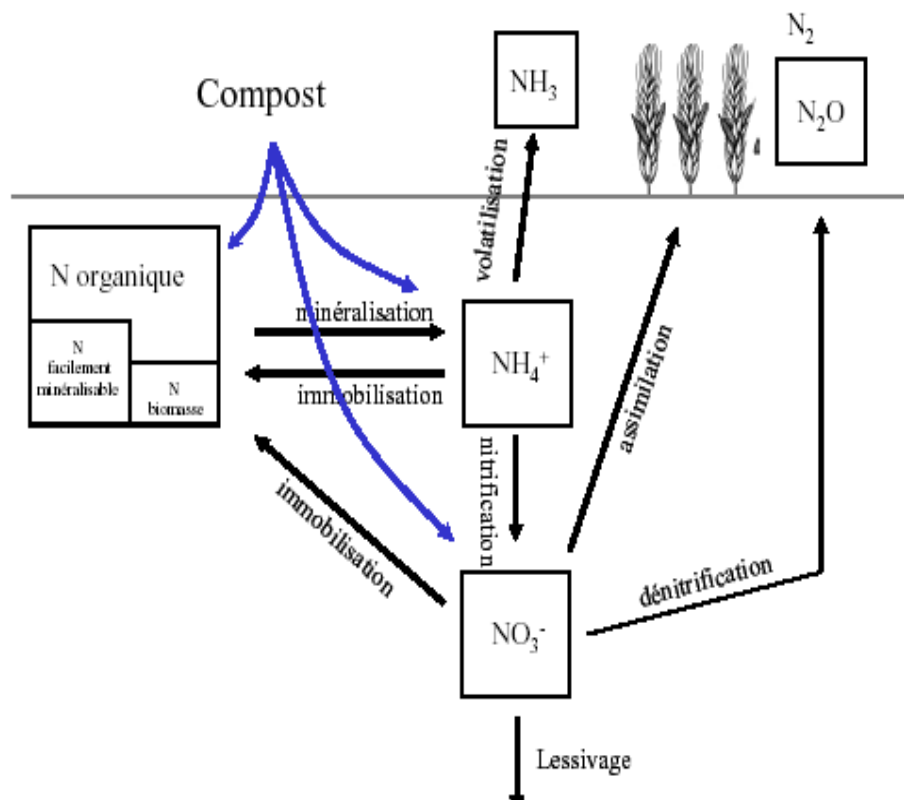 N₂
NH₃
N₂O
Compost
volatilisation
N organique
minéralisation
N
facilement
minéralisable
N
biomasse
NH₄⁺
immobilisation
assimilation
nitrification
immobilisation
dénitrification
NO₃⁻
Lessivage